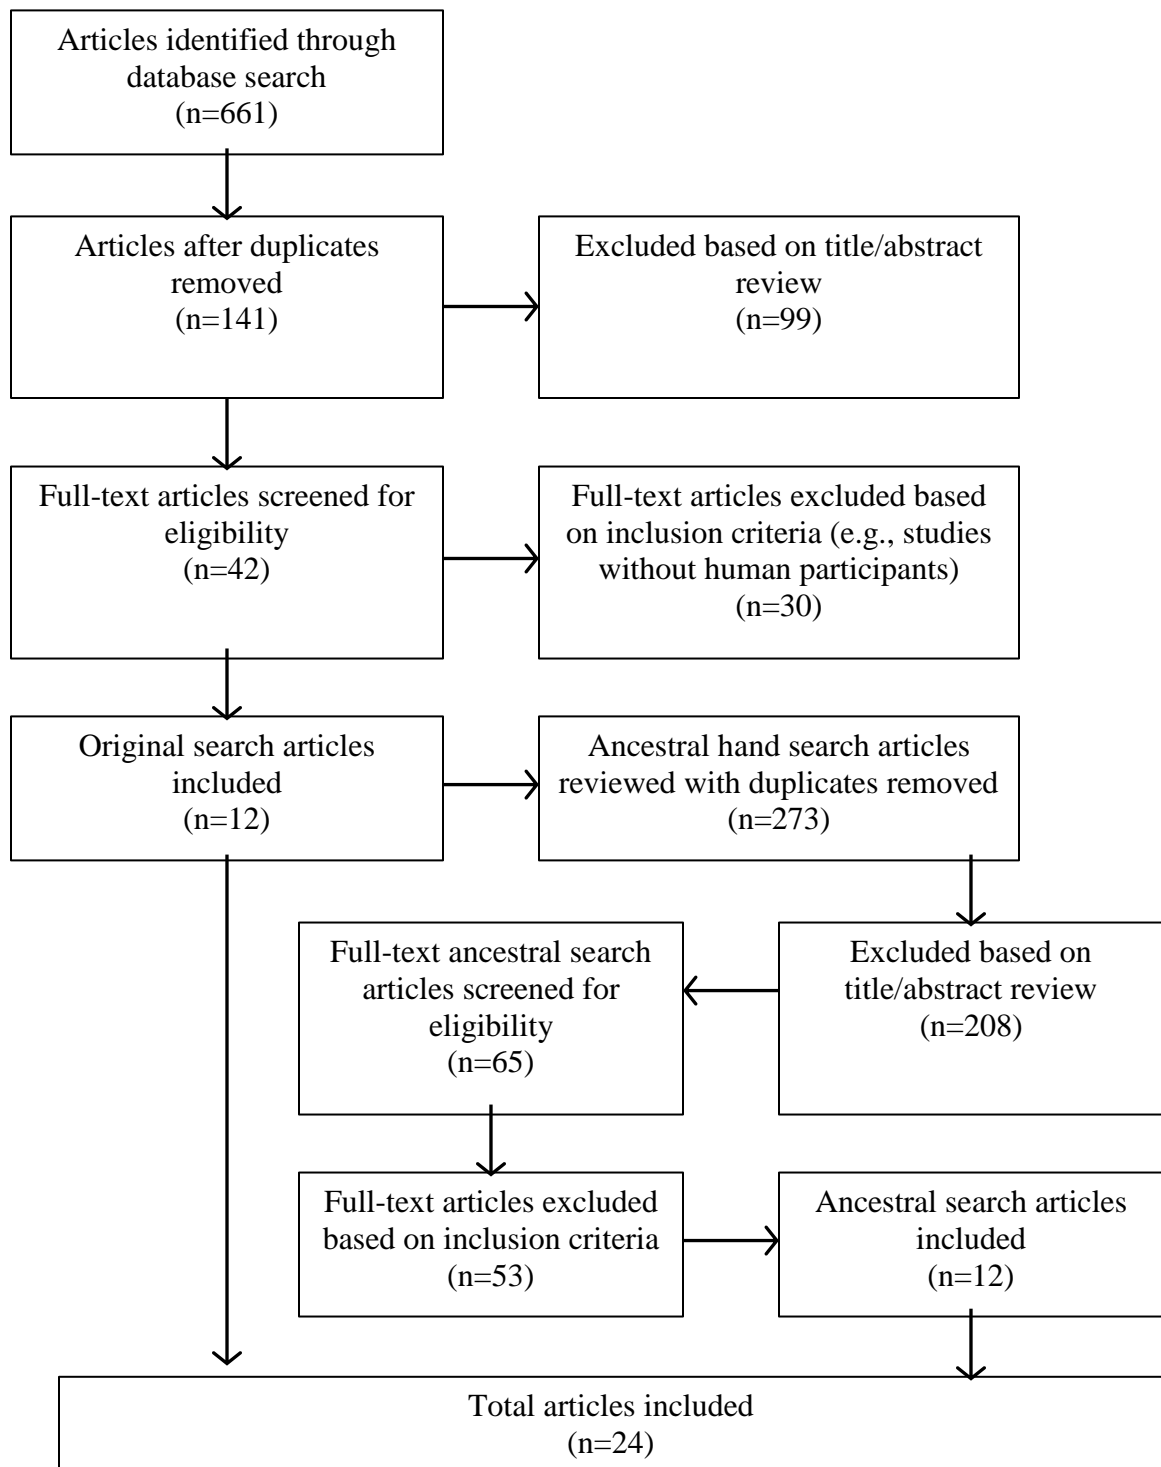 Articles identified through
database search
(n=661)
Articles after duplicates
removed
(n=141)
Excluded based on title/abstract
review
(n=99)
Full-text articles screened for
eligibility
(n=42)
Full-text articles excluded based
on inclusion criteria (e.g., studies
without human participants)
(n=30)
Original search articles
included
(n=12)
Ancestral hand search articles
reviewed with duplicates removed
(n=273)
Excluded based on
title/abstract review
(n=208)
Full-text ancestral search
articles screened for
eligibility
(n=65)
Full-text articles excluded
based on inclusion criteria
(n=53)
Ancestral search articles
included
(n=12)
Total articles included
(n=24)